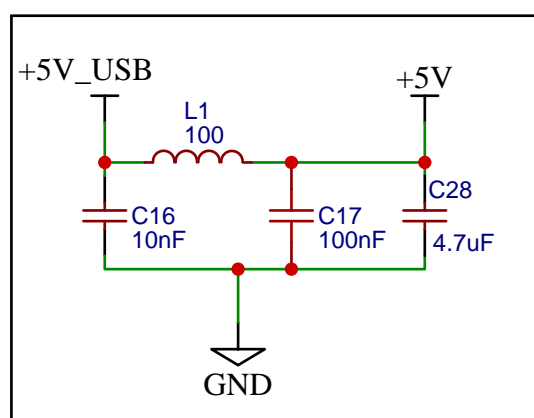 +5V_USB
+5V
L1
100
C16
10nF
C17
100nF
C28
4.7uF
GND